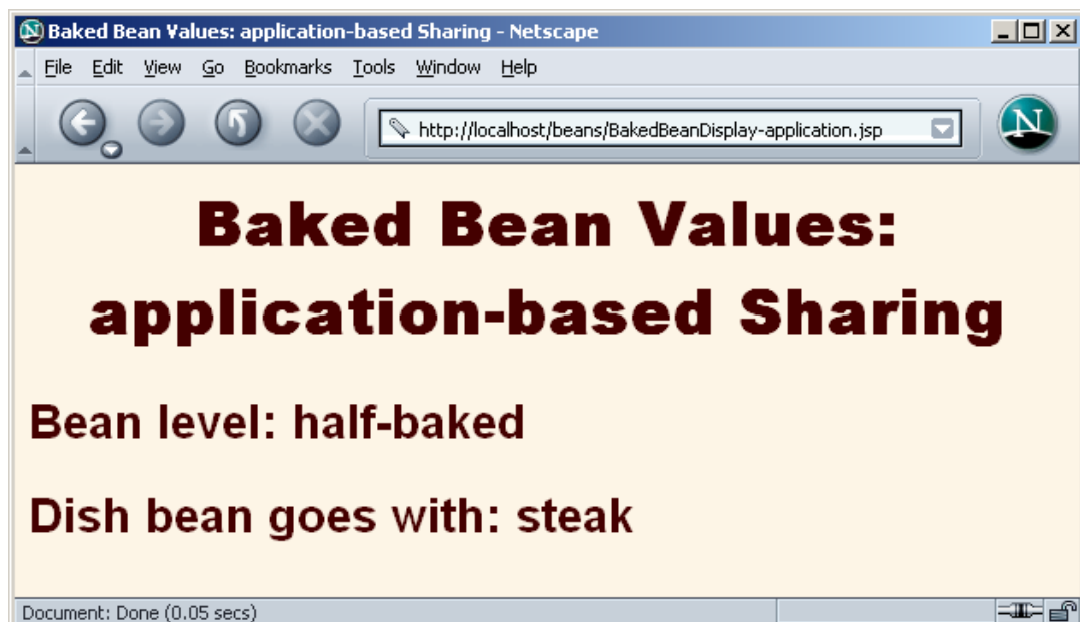 Baked Bean Values: application-based Sharing - Netscape
File Edit View Go Bookmarks Tools Window Help
http://localhost/beans/BakedBeanDisplay-application.jsp
N
Baked Bean Values:
application-based Sharing
Bean level: half-baked
Dish bean goes with: steak
Document: Done (0.05 secs)